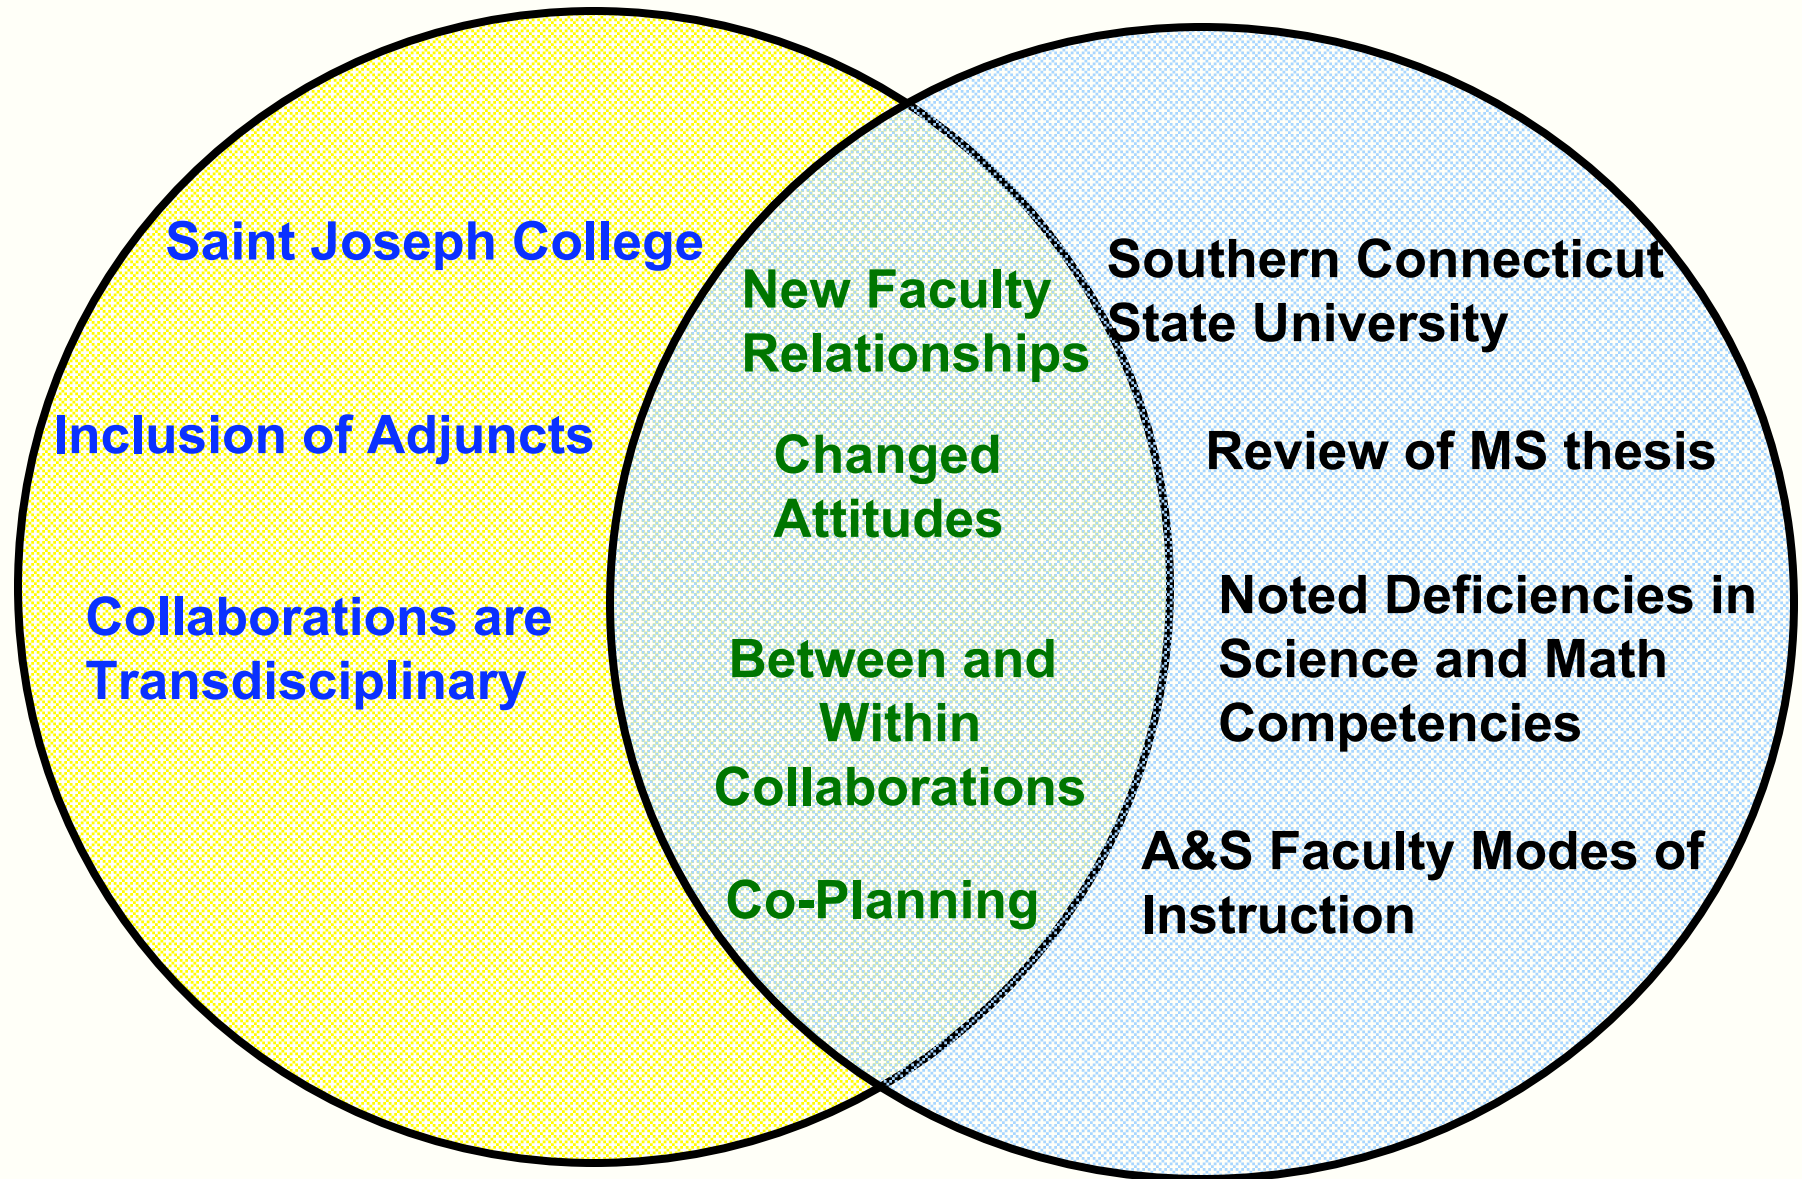 Saint Joseph College
Inclusion of Adjuncts
Collaborations are
Transdisciplinary
New Faculty
Relationships
Changed
Attitudes
Between and
Within
Collaborations
Co-Planning
Southern Connecticut
State University
Review of MS thesis
Noted Deficiencies in
Science and Math
Competencies
A&S Faculty Modes of
Instruction